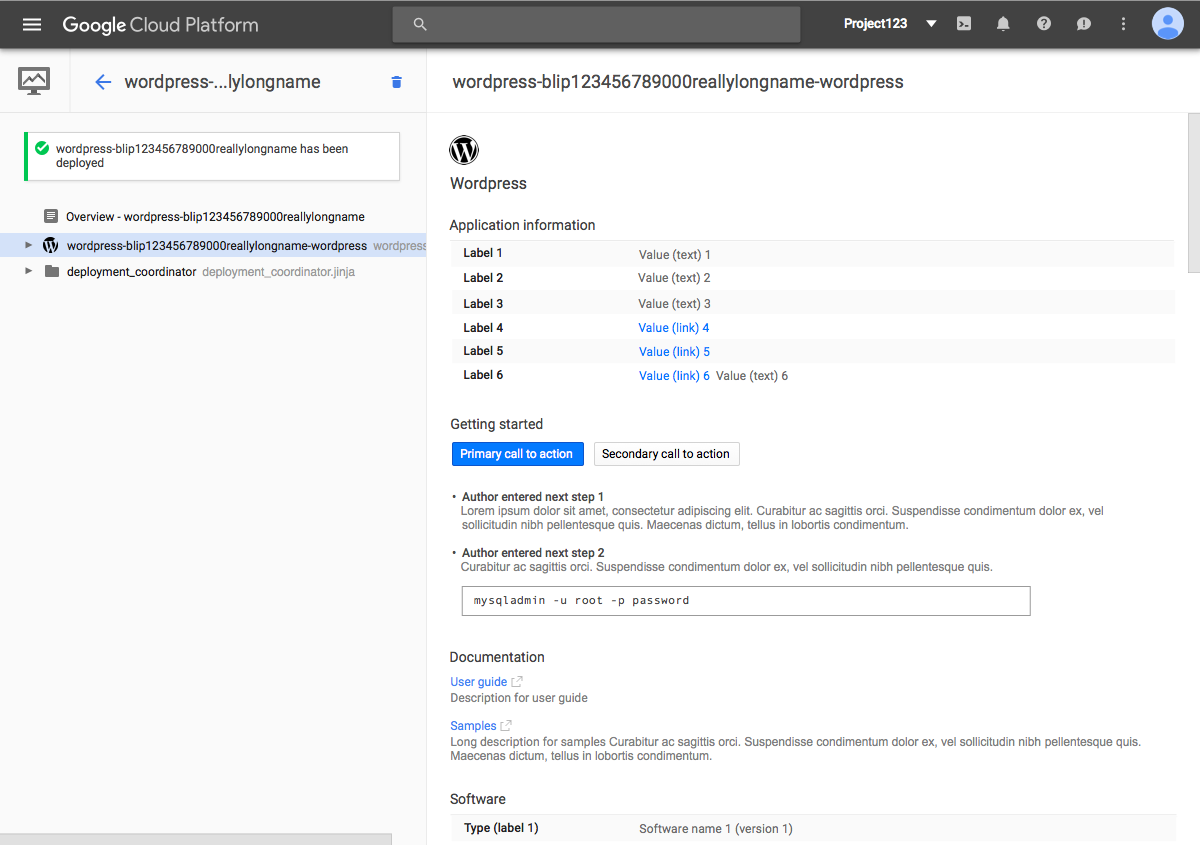 Google Cloud Platform
Project123
wordpress-...lylongname
wordpress-blip123456789000reallylongname-wordpress
wordpress-blip123456789000reallylongname has been
deployed
Overview - wordpress-blip123456789000reallylongname
wordpress-blip123456789000reallylongname-wordpress wordpress
deployment_coordinator deployment_coordinator.jinja
Wordpress
Application information
Label 1 Value (text) 1
Label 2 Value (text) 2
Label 3 Value (text) 3
Label 4 Value (link) 4
Label 5 Value (link) 5
Label 6 Value (link) 6 Value (text) 6
Getting started
Primary call to action Secondary call to action
• Author entered next step 1
Lorem ipsum dolor sit amet, consectetur adipiscing elit. Curabitur ac sagittis orci. Suspendisse condimentum dolor ex, vel
sollicitudin nibh pellentesque quis. Maecenas dictum, tellus in lobortis condimentum.
• Author entered next step 2
Curabitur ac sagittis orci. Suspendisse condimentum dolor ex, vel sollicitudin nibh pellentesque quis.
mysqladmin -u root -p password
Documentation
User guide
Description for user guide
Samples
Long description for samples Curabitur ac sagittis orci. Suspendisse condimentum dolor ex, vel sollicitudin nibh pellentesque quis.
Maecenas dictum, tellus in lobortis condimentum.
Software
Type (label 1) Software name 1 (version 1)